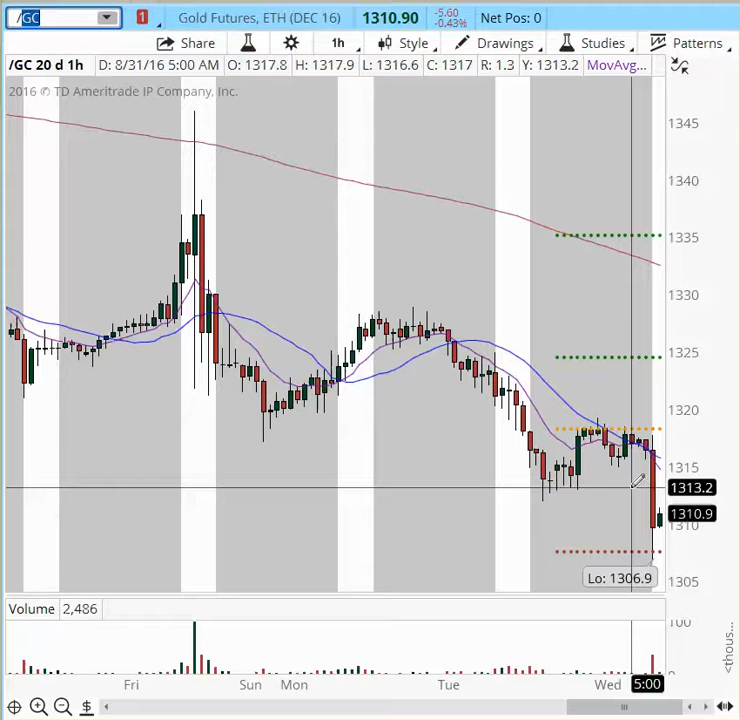 /GC 1 Gold Futures, ETH (DEC 16) 1310.90 -5.60 -0.43% Net Pos: 0
Share 1h Style Drawings Studies Patterns
/GC 20 d 1h D: 8/31/16 5:00 AM O: 1317.8 H: 1317.9 L: 1316.6 C: 1317 R: 1.3 Y: 1313.2 MovAvg...
2016 © TD Ameritrade IP Company, Inc.
1345
1340
1335
1330
1325
1320
1315
1313.2
1310.9
1310
Lo: 1306.9
1305
Volume 2,486
100
0
<thous...
Fri Sun Mon Tue Wed 5:00
$